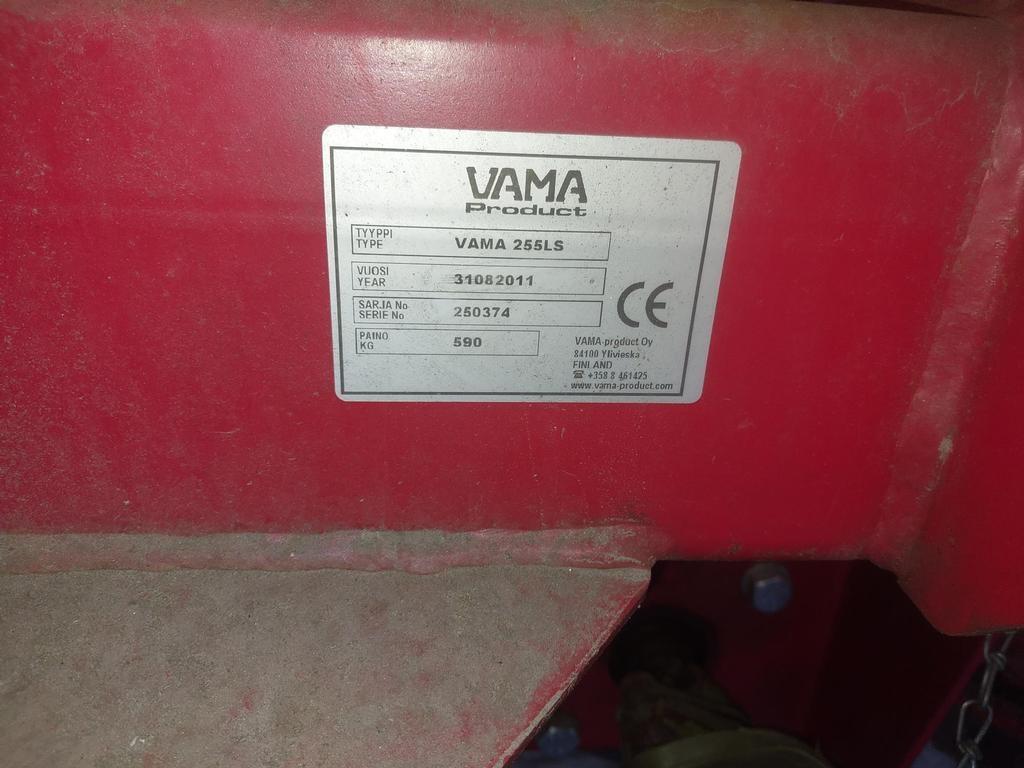 VAMA
Product
TYYPPI
TYPE VAMA 255LS
VUOSI
YEAR 31082011
SARJA No
SERIE No 250374
PAINO
KG 590
CE
VAMA-product Oy
84100 Ylivieska
FINLAND
☎ +358 8 461425
www.vama-product.com